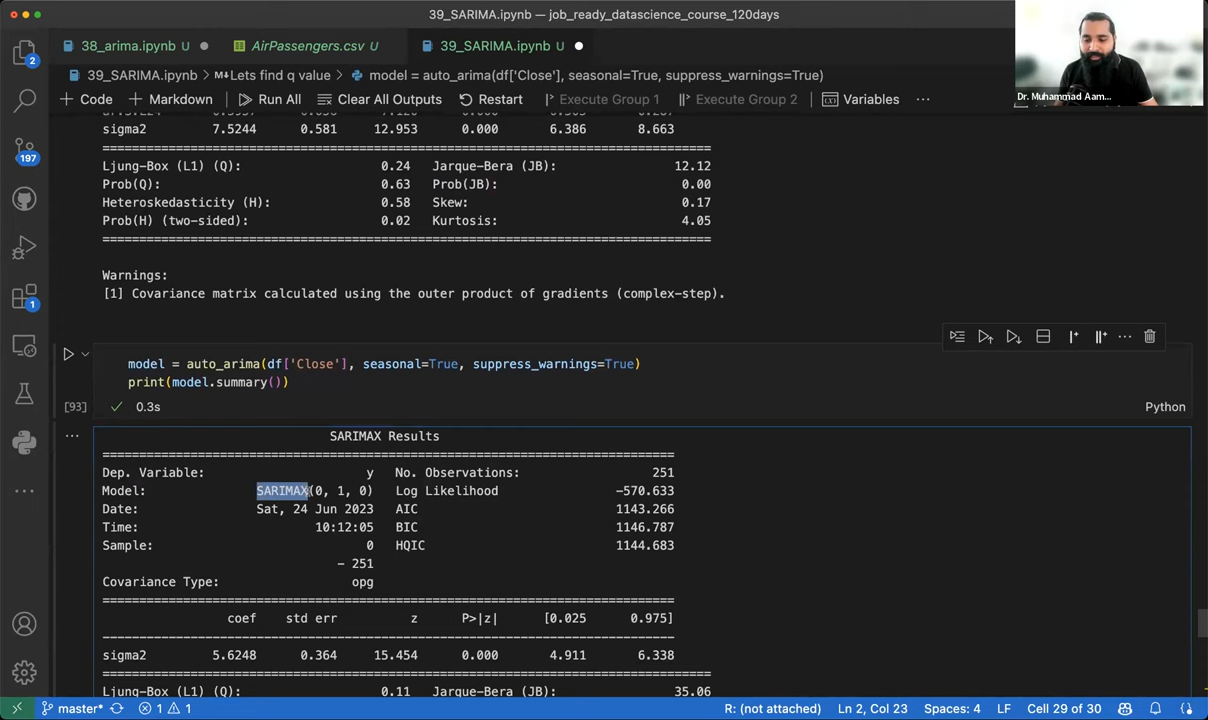 39_SARIMA.ipynb — job_ready_datascience_course_120days
38_arima.ipynb U
AirPassengers.csv U
39_SARIMA.ipynb U
39_SARIMA.ipynb > M↓Lets find q value > model = auto_arima(df['Close'], seasonal=True, suppress_warnings=True)
+ Code + Markdown Run All Clear All Outputs Restart Execute Group 1 Execute Group 2 Variables ...
Dr. Muhammad Aam...
2
197
1
sigma2 7.5244 0.581 12.953 0.000 6.386 8.663
Ljung-Box (L1) (Q): 0.24 Jarque-Bera (JB): 12.12
Prob(Q): 0.63 Prob(JB): 0.00
Heteroskedasticity (H): 0.58 Skew: 0.17
Prob(H) (two-sided): 0.02 Kurtosis: 4.05
Warnings:
[1] Covariance matrix calculated using the outer product of gradients (complex-step).
model = auto_arima(df['Close'], seasonal=True, suppress_warnings=True)
print(model.summary())
[93] 0.3s Python
SARIMAX Results
Dep. Variable: y No. Observations: 251
Model: SARIMAX(0, 1, 0) Log Likelihood -570.633
Date: Sat, 24 Jun 2023 AIC 1143.266
Time: 10:12:05 BIC 1146.787
Sample: 0 HQIC 1144.683
- 251
Covariance Type: opg
coef std err z P>|z| [0.025 0.975]
sigma2 5.6248 0.364 15.454 0.000 4.911 6.338
Ljung-Box (L1) (Q): 0.11 Jarque-Bera (JB): 35.06
master* 1 1 R: (not attached) Ln 2, Col 23 Spaces: 4 LF Cell 29 of 30